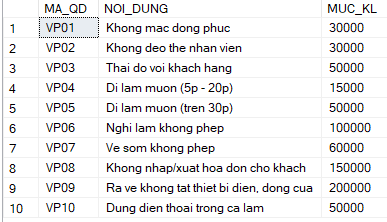 MA_QD NOI_DUNG MUC_KL
1 VP01 Khong mac dong phuc 30000
2 VP02 Khong deo the nhan vien 30000
3 VP03 Thai do voi khach hang 50000
4 VP04 Di lam muon (5p - 20p) 15000
5 VP05 Di lam muon (tren 30p) 50000
6 VP06 Nghi lam khong phep 100000
7 VP07 Ve som khong phep 60000
8 VP08 Khong nhap/xuat hoa don cho khach 150000
9 VP09 Ra ve khong tat thiet bi dien, dong cua 200000
10 VP10 Dung dien thoai trong ca lam 50000